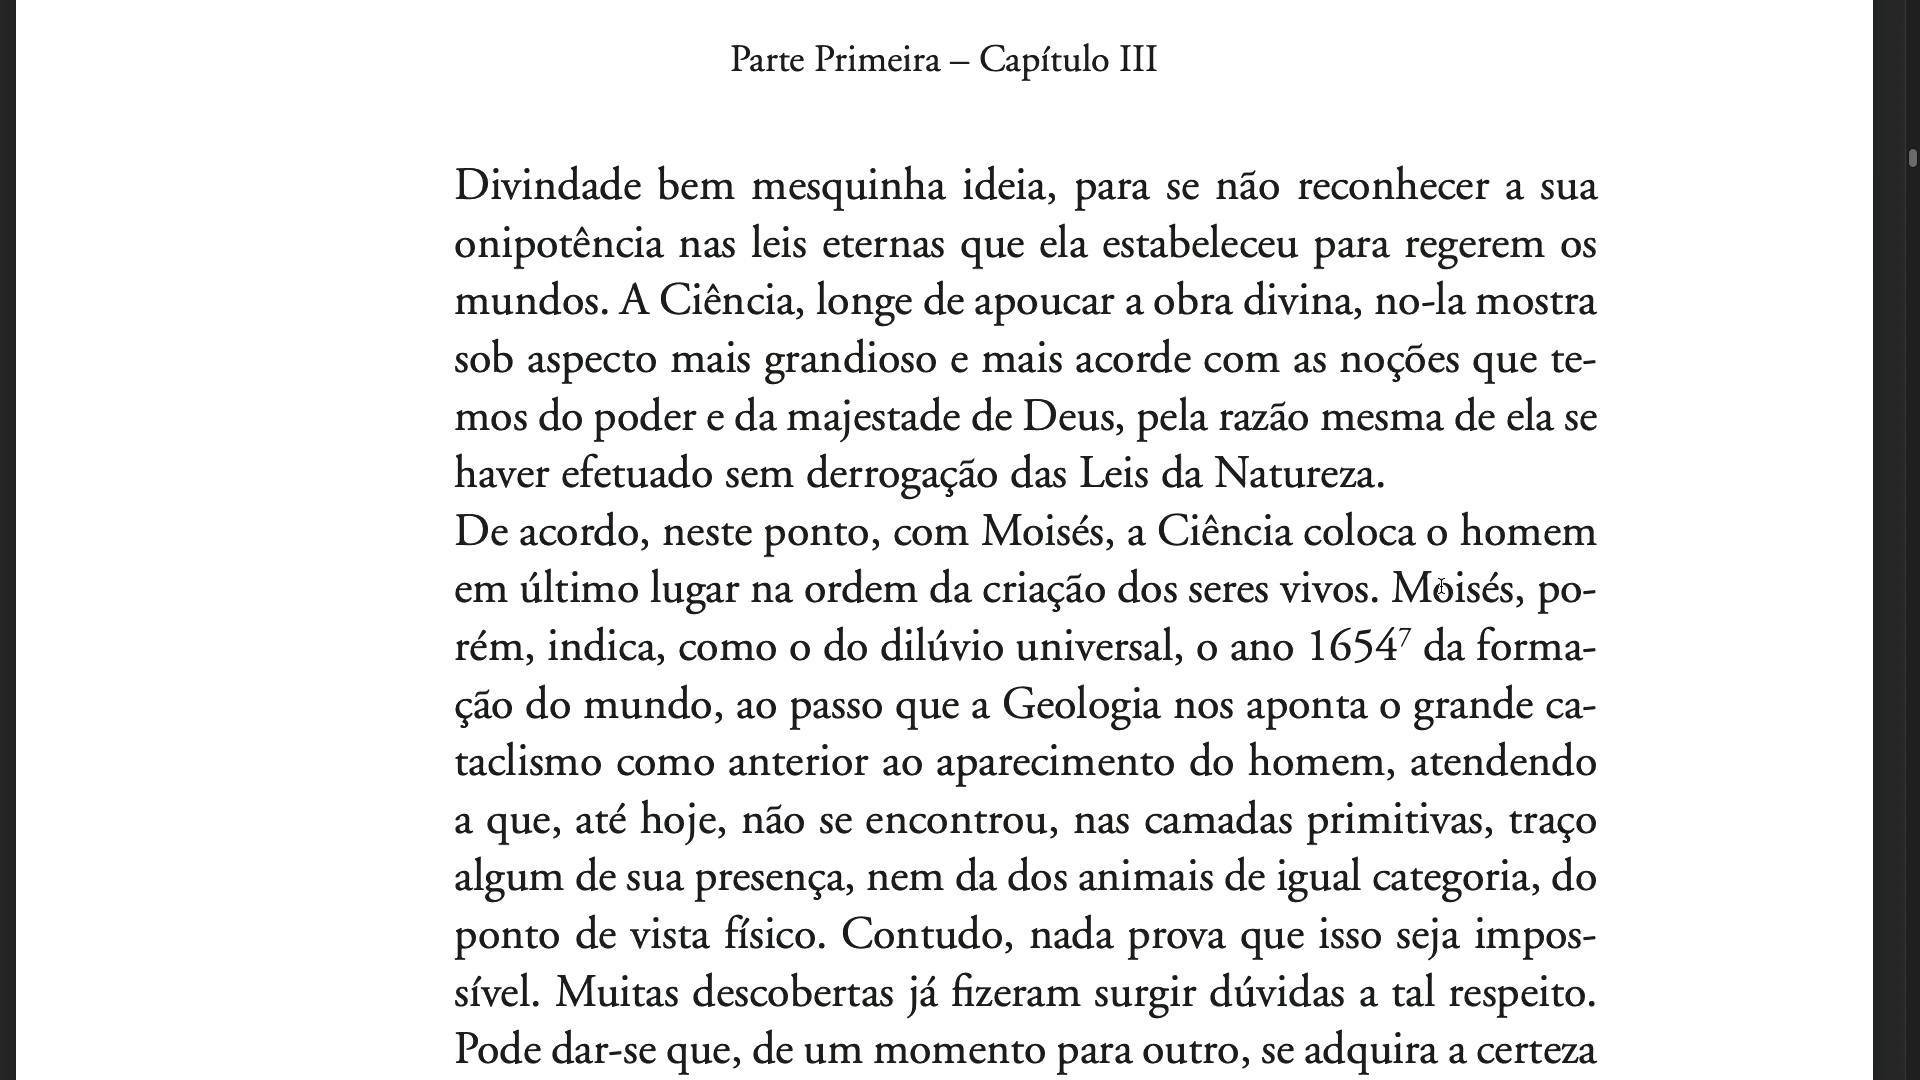 Parte Primeira – Capítulo III
Divindade bem mesquinha ideia, para se não reconhecer a sua
onipotência nas leis eternas que ela estabeleceu para regerem os
mundos. A Ciência, longe de apoucar a obra divina, no-la mostra
sob aspecto mais grandioso e mais acorde com as noções que te-
mos do poder e da majestade de Deus, pela razão mesma de ela se
haver efetuado sem derrogação das Leis da Natureza.
De acordo, neste ponto, com Moisés, a Ciência coloca o homem
em último lugar na ordem da criação dos seres vivos. Moisés, po-
rém, indica, como o do dilúvio universal, o ano 1654⁷ da forma-
ção do mundo, ao passo que a Geologia nos aponta o grande ca-
taclismo como anterior ao aparecimento do homem, atendendo
a que, até hoje, não se encontrou, nas camadas primitivas, traço
algum de sua presença, nem da dos animais de igual categoria, do
ponto de vista físico. Contudo, nada prova que isso seja impos-
sível. Muitas descobertas já fizeram surgir dúvidas a tal respeito.
Pode dar-se que, de um momento para outro, se adquira a certeza